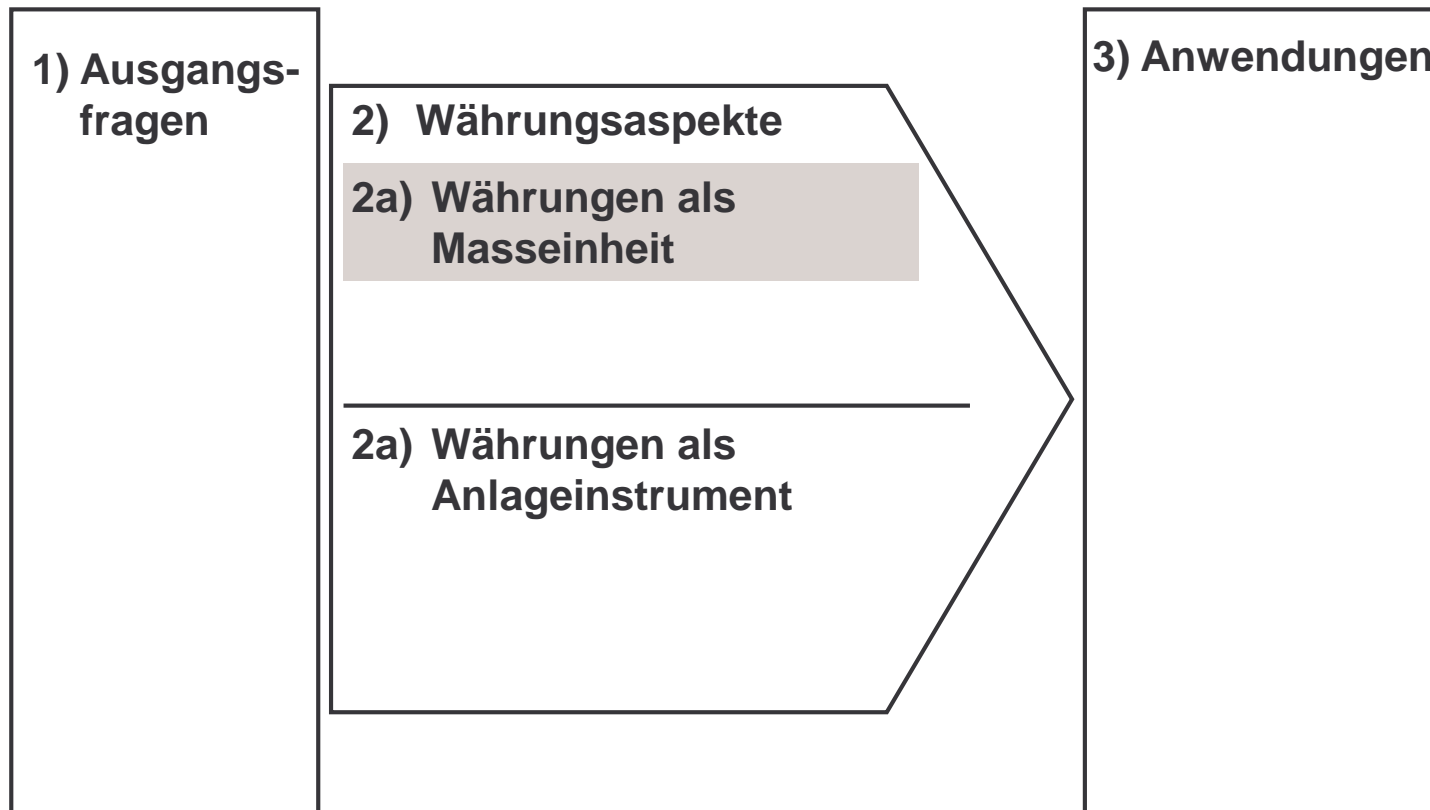 1) Ausgangs-
fragen
2) Währungsaspekte
2a) Währungen als
Masseinheit
2a) Währungen als
Anlageinstrument
3) Anwendungen